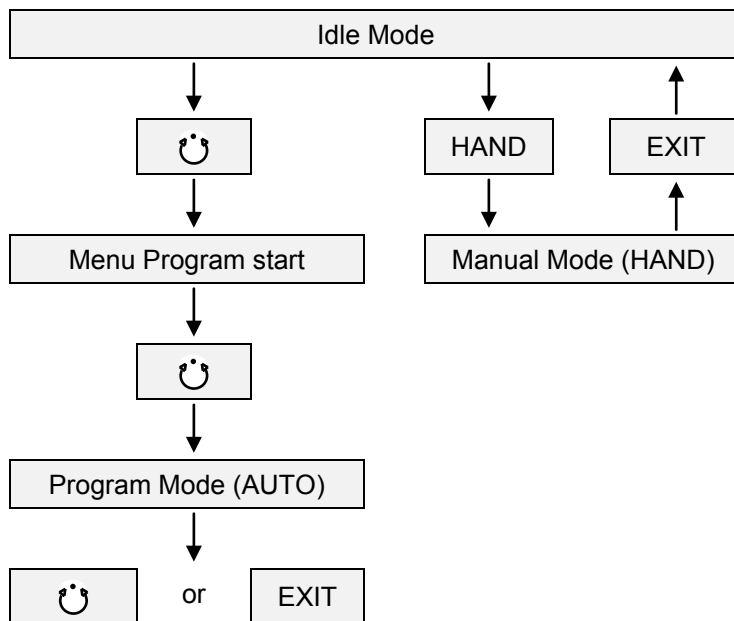 Idle Mode
HAND
EXIT
Menu Program start
Manual Mode (HAND)
Program Mode (AUTO)
or
EXIT